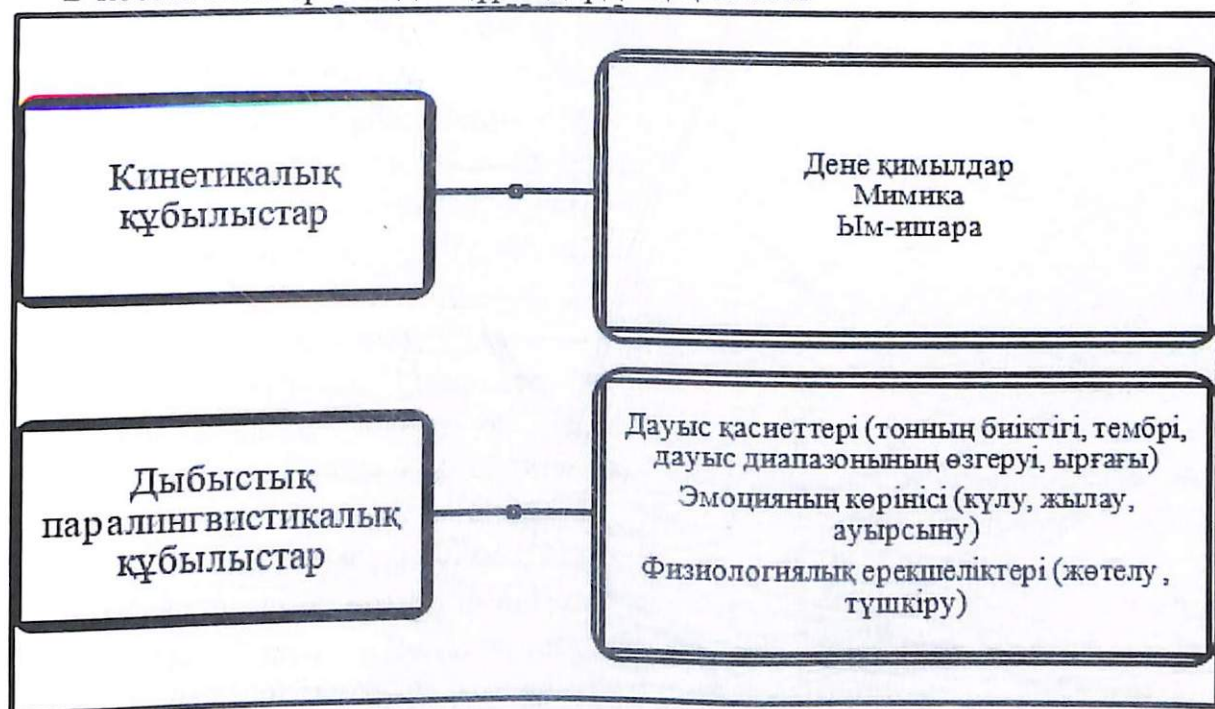 Кинетикалық
құбылыстар
Дене қимылдар
Мимика
Ым-ишара
Дыбыстық
паралингвистикалық
құбылыстар
Дауыс қасиеттері (тонның биіктігі, тембрі,
дауыс диапазонының өзгеруі, ырғағы)
Эмоцияның көрінісі (күлу, жылау,
ауырсыну)
Физиологиялық ерекшеліктері (жөтелу ,
түшкіру)